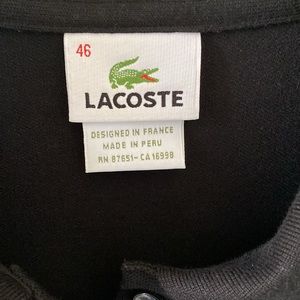 46
LACOSTE
DESIGNED IN FRANCE
MADE IN PERU
RN 87651-CA 16998